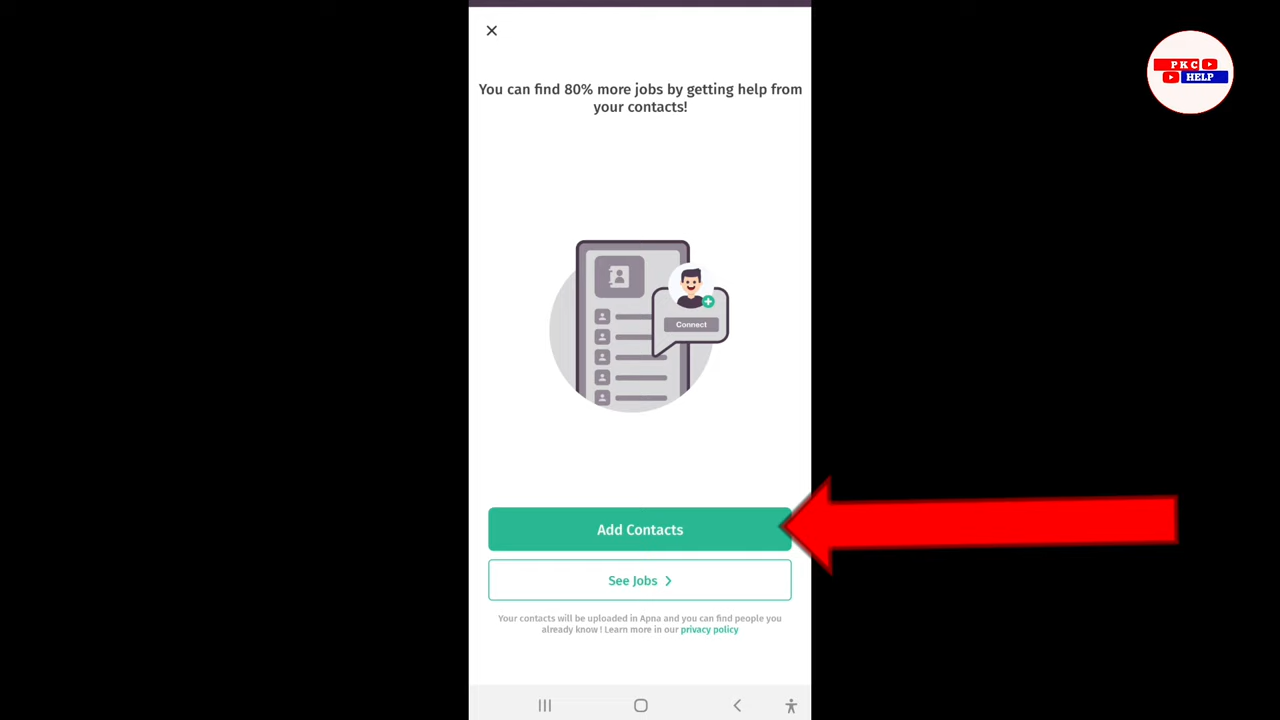 PKC
HELP
You can find 80% more jobs by getting help from
your contacts!
Connect
Add Contacts
See Jobs
Your contacts will be uploaded in Apna and you can find people you
already know ! Learn more in our privacy policy